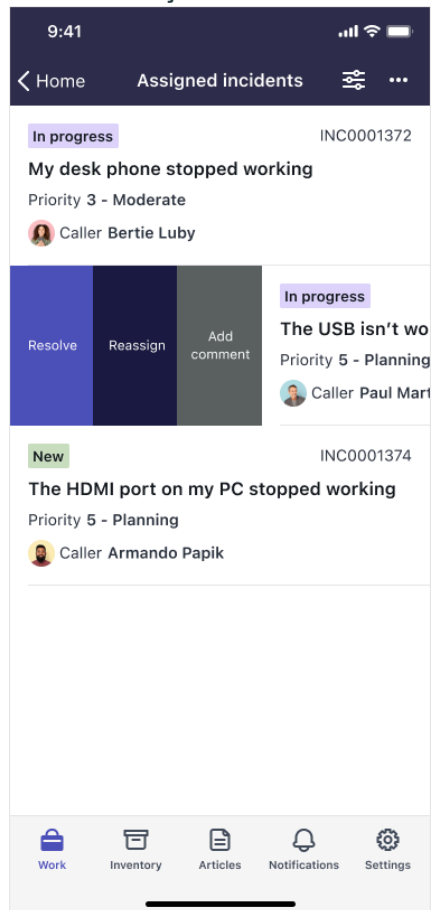 9:41
Home Assigned incidents
In progress INC0001372
My desk phone stopped working
Priority 3 - Moderate
Caller Bertie Luby
Resolve
Reassign
Add
comment
In progress
The USB isn’t wo
Priority 5 - Planning
Caller Paul Mart
New INC0001374
The HDMI port on my PC stopped working
Priority 5 - Planning
Caller Armando Papik
Work Inventory Articles Notifications Settings